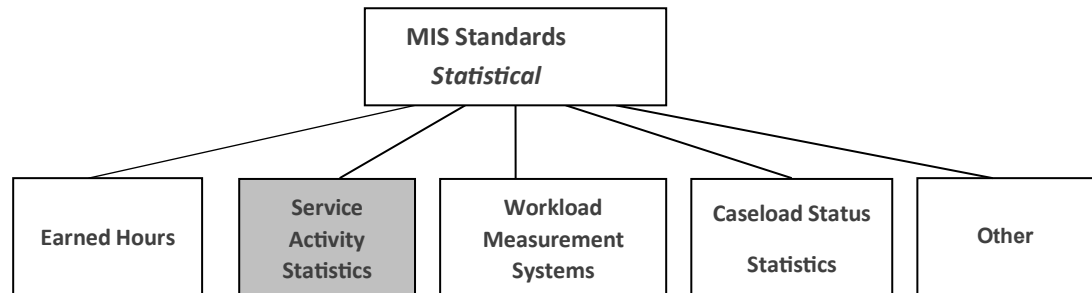 MIS Standards
Statistical
Earned Hours
Service
Activity
Statistics
Workload
Measurement
Systems
Caseload Status
Statistics
Other